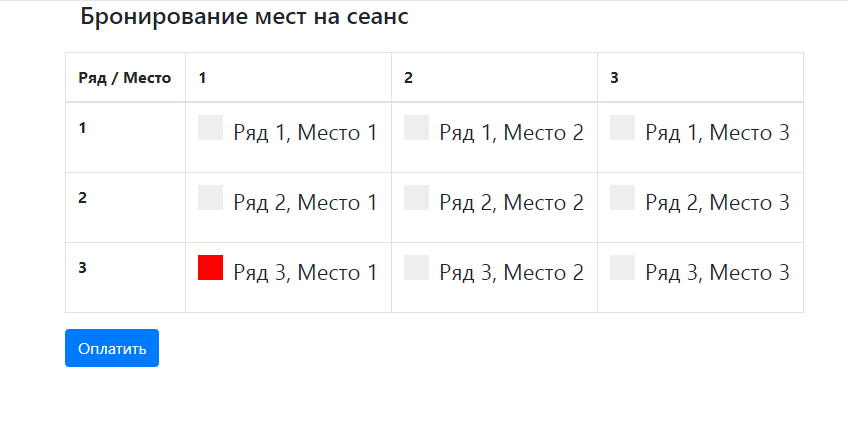 Бронирование мест на сеанс
Ряд / Место 1 2 3
1 Ряд 1, Место 1 Ряд 1, Место 2 Ряд 1, Место 3
2 Ряд 2, Место 1 Ряд 2, Место 2 Ряд 2, Место 3
3 Ряд 3, Место 1 Ряд 3, Место 2 Ряд 3, Место 3
Оплатить